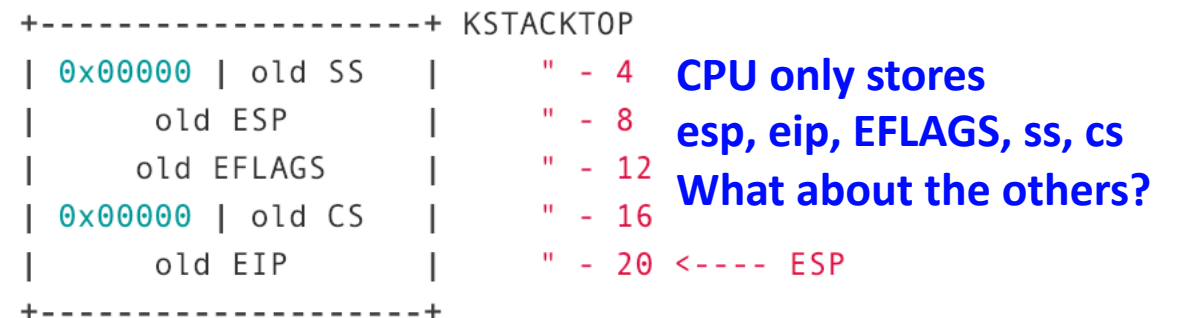 +--------------------+ KSTACKTOP
| 0x00000 | old SS   |     " - 4
|      old ESP       |     " - 8
|     old EFLAGS     |     " - 12
| 0x00000 | old CS   |     " - 16
|      old EIP       |     " - 20 <---- ESP
+--------------------+
CPU only stores
esp, eip, EFLAGS, ss, cs
What about the others?